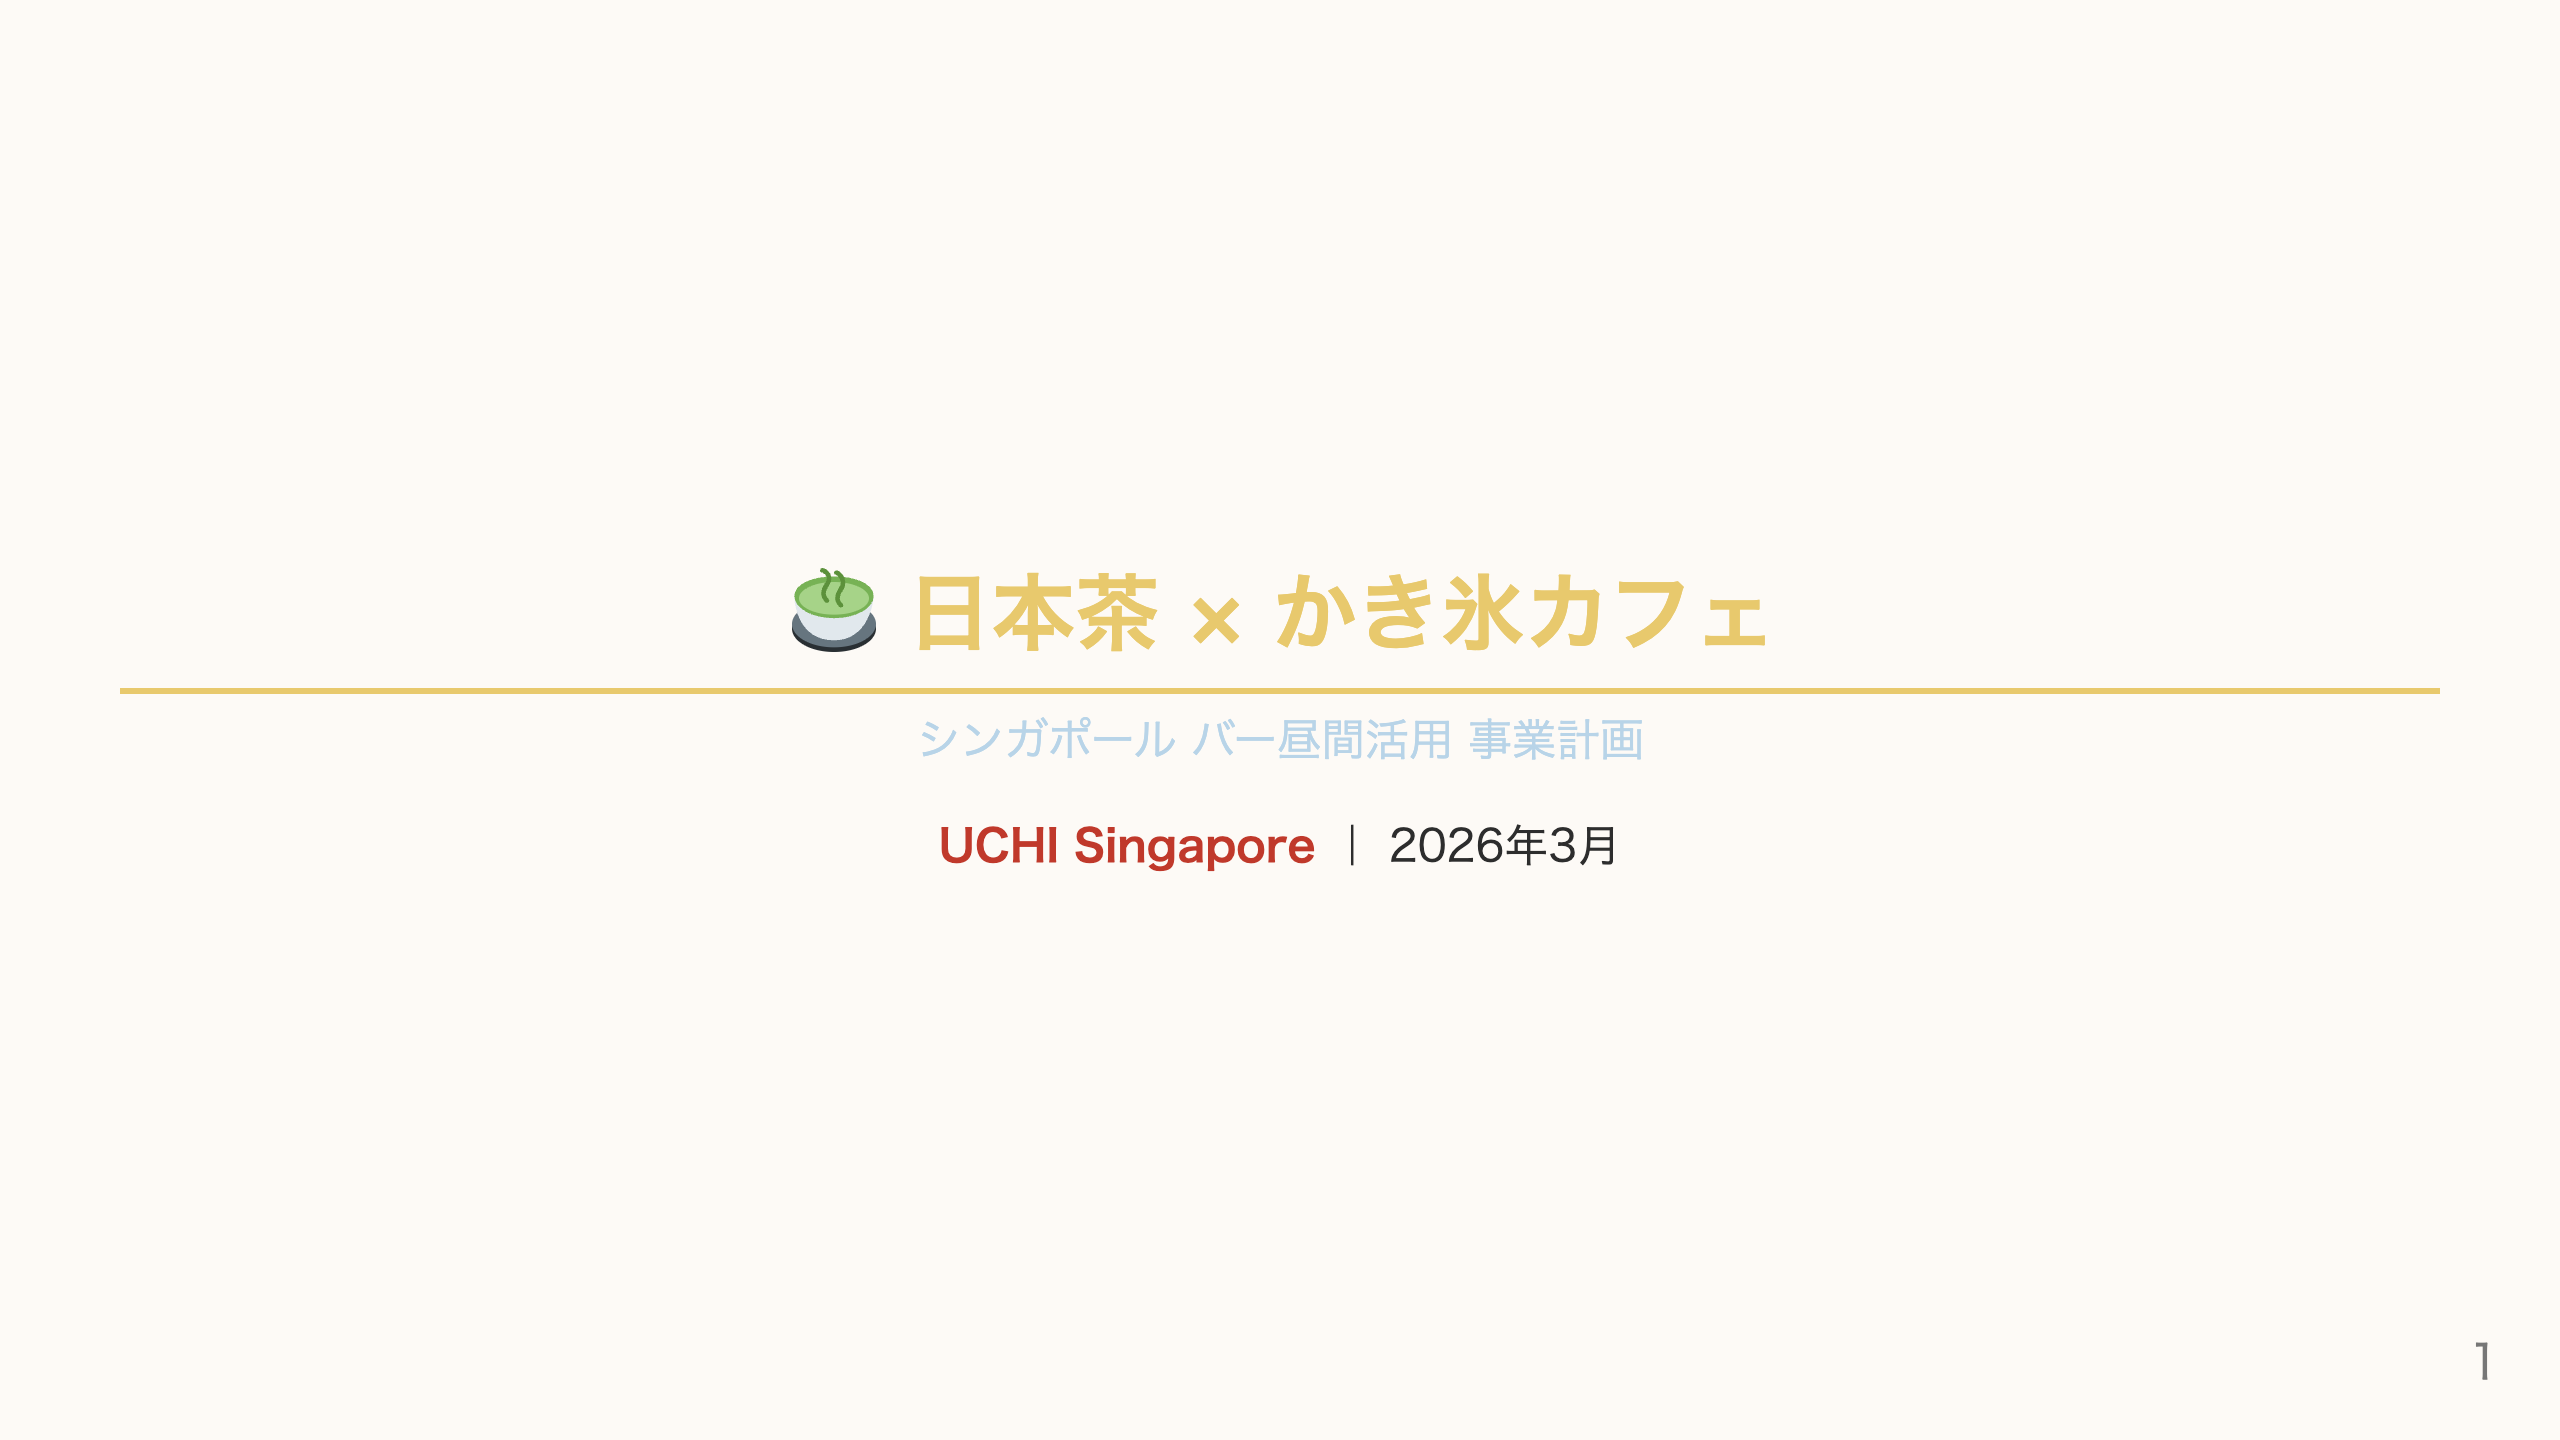 🍵 日本茶 × かき氷カフェ
シンガポール バー昼間活用 事業計画
UCHI Singapore ｜ 2026年3月
1